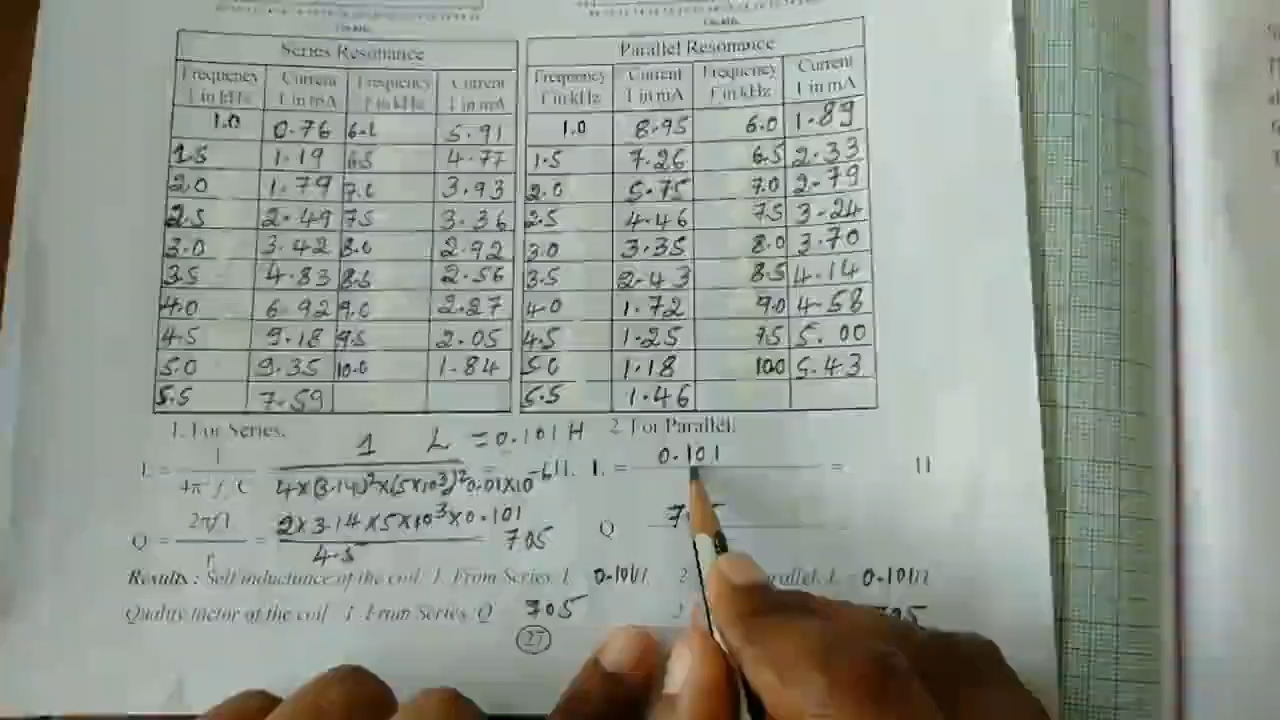 Series Resonance
Frequency Current Frequency Current
f in kHz I in mA f in kHz I in mA
1.0 0.76 6.0 5.91
1.5 1.19 6.5 4.77
2.0 1.79 7.0 3.93
2.5 2.49 7.5 3.36
3.0 3.42 8.0 2.92
3.5 4.83 8.5 2.56
4.0 6.92 9.0 2.27
4.5 9.18 9.5 2.05
5.0 9.35 10.0 1.84
5.5 7.59
Parallel Resonance
Frequency Current Frequency Current
f in kHz I in mA f in kHz I in mA
1.0 8.95 6.0 1.89
1.5 7.26 6.5 2.33
2.0 5.75 7.0 2.79
2.5 4.46 7.5 3.24
3.0 3.35 8.0 3.70
3.5 2.43 8.5 4.14
4.0 1.72 9.0 4.58
4.5 1.25 9.5 5.00
5.0 1.18 10.0 5.43
5.5 1.46
1. For Series.
1 1 L = 0.101 H
L = =
4×(3.14)²×(5×10³)²0.01×10⁻⁶
2×3.14×5×10³×0.101
Q = = 705
4.5
2. For Parallel.
0.101
L = = H
Q
Results : Self inductance of the coil 1. From Series. L 0.101H L = 0.101H
Quality factor of the coil 1. From Series. Q 705
27